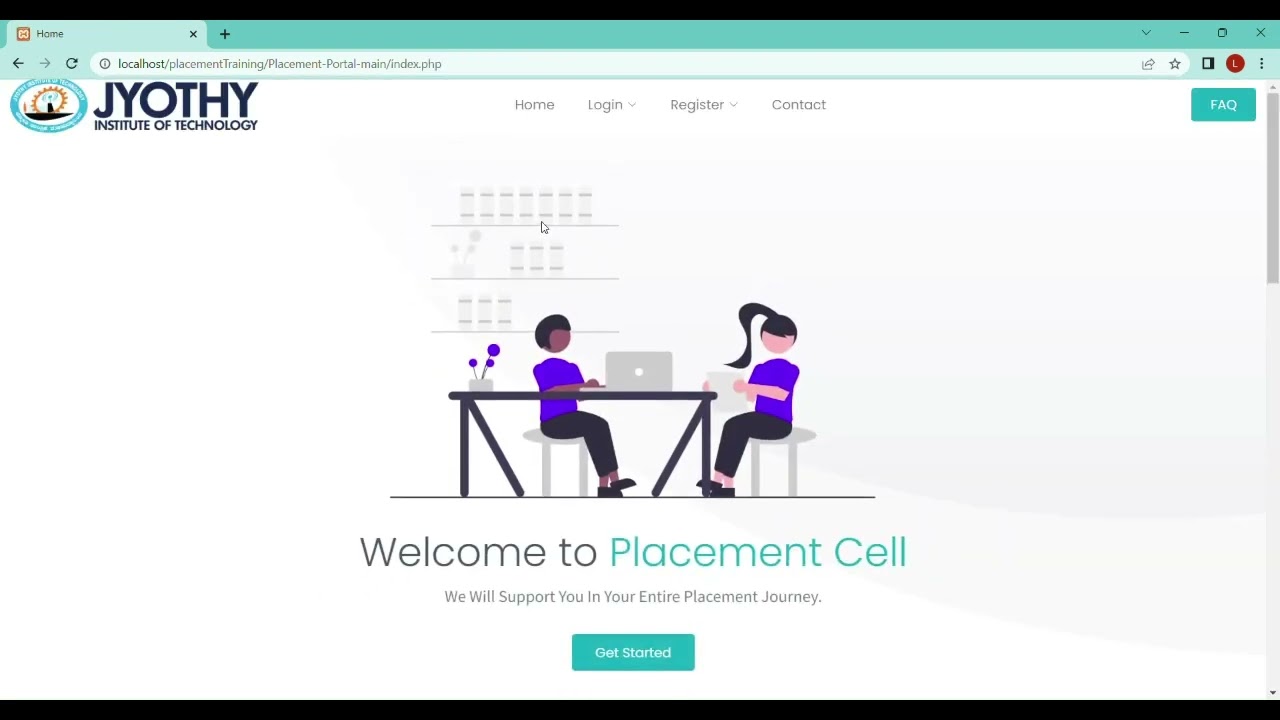 Home
localhost/placementTraining/Placement-Portal-main/index.php
L
JYOTHY
INSTITUTE OF TECHNOLOGY
Home Login Register Contact
FAQ
Welcome to Placement Cell
We Will Support You In Your Entire Placement Journey.
Get Started